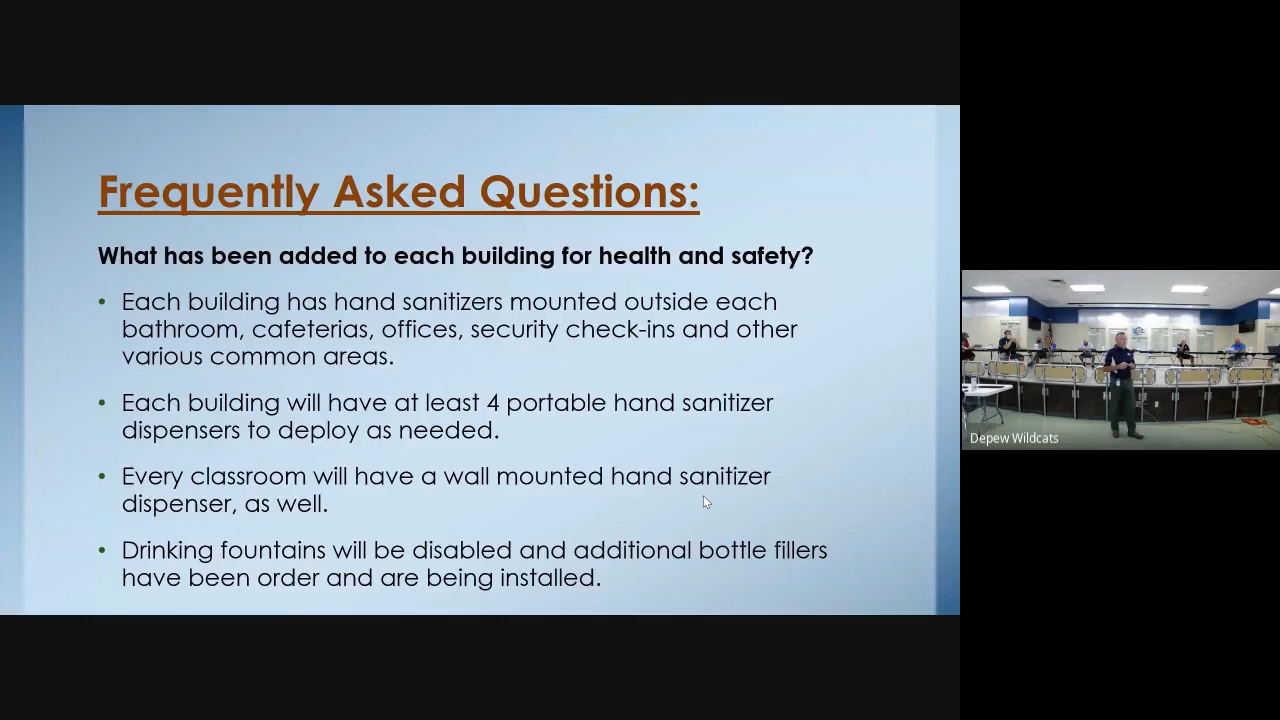 Frequently Asked Questions:
What has been added to each building for health and safety?
• Each building has hand sanitizers mounted outside each
bathroom, cafeterias, offices, security check-ins and other
various common areas.
• Each building will have at least 4 portable hand sanitizer
dispensers to deploy as needed.
• Every classroom will have a wall mounted hand sanitizer
dispenser, as well.
• Drinking fountains will be disabled and additional bottle fillers
have been order and are being installed.
Depew Wildcats